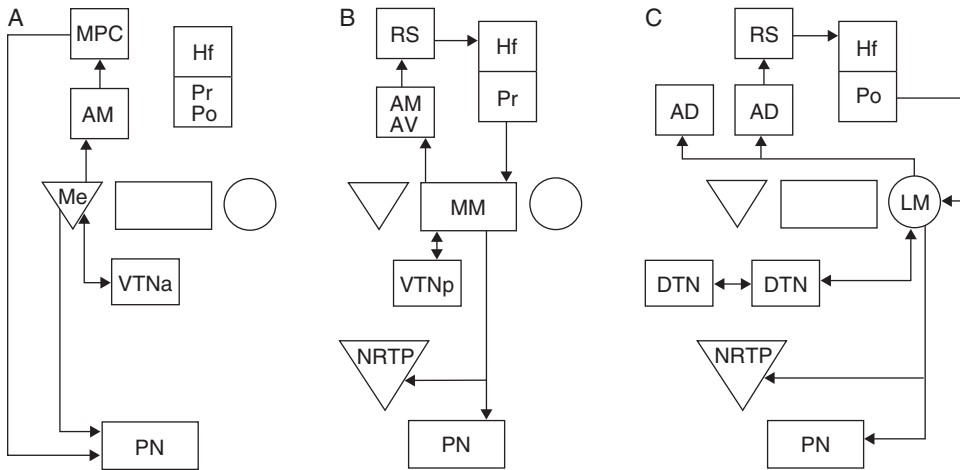 A
MPC
Hf
Pr
Po
AM
Me
VTNa
PN
B
RS
Hf
Pr
AM
AV
MM
VTNp
NRTP
PN
C
RS
Hf
Po
AD
AD
LM
DTN
DTN
NRTP
PN